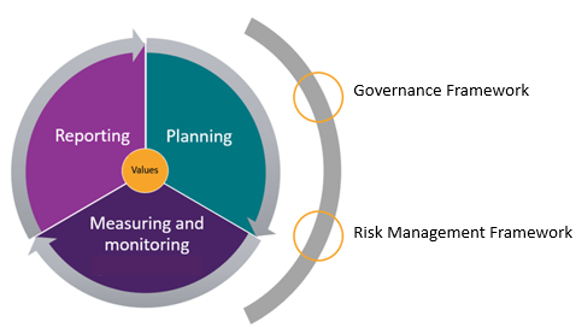 Reporting
Planning
Values
Measuring and
monitoring
Governance Framework
Risk Management Framework